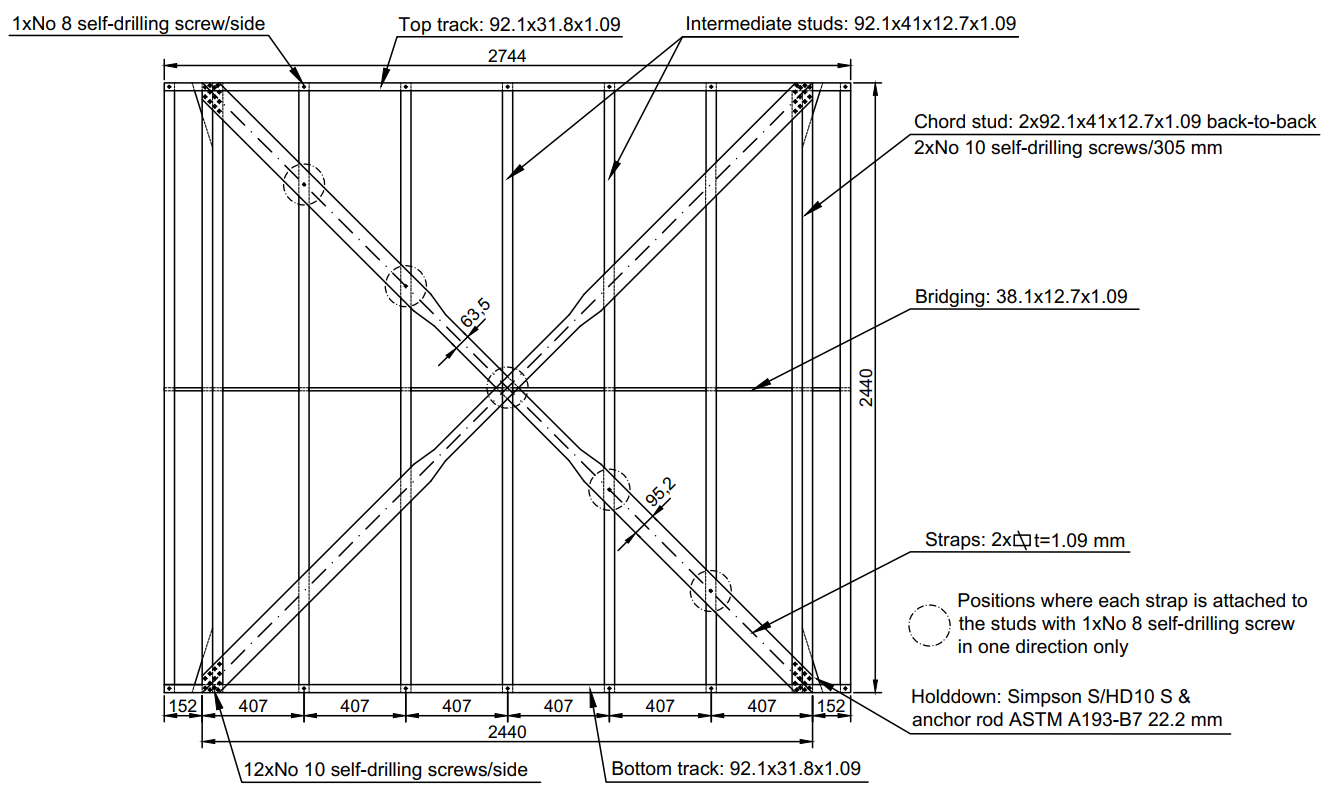 1xNo 8 self-drilling screw/side
Top track: 92.1x31.8x1.09
Intermediate studs: 92.1x41x12.7x1.09
2744
Chord stud: 2x92.1x41x12.7x1.09 back-to-back
2xNo 10 self-drilling screws/305 mm
Bridging: 38.1x12.7x1.09
63,5
2440
95,2
Straps: 2x t=1.09 mm
Positions where each strap is attached to
the studs with 1xNo 8 self-drilling screw
in one direction only
Holddown: Simpson S/HD10 S &
anchor rod ASTM A193-B7 22.2 mm
152 407 407 407 407 407 407 152
2440
12xNo 10 self-drilling screws/side
Bottom track: 92.1x31.8x1.09